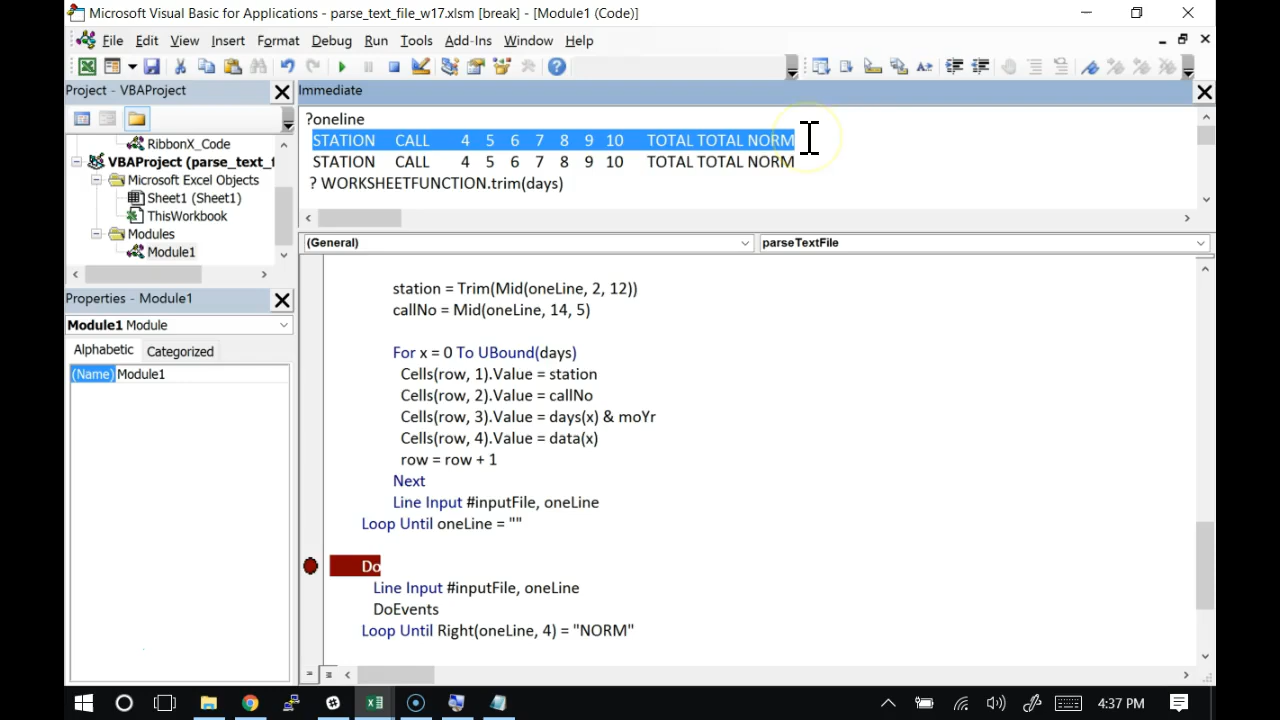 Microsoft Visual Basic for Applications - parse_text_file_w17.xlsm [break] - [Module1 (Code)]
File Edit View Insert Format Debug Run Tools Add-Ins Window Help
Project - VBAProject
RibbonX_Code
VBAProject (parse_text_f
Microsoft Excel Objects
Sheet1 (Sheet1)
ThisWorkbook
Modules
Module1
Properties - Module1
Module1 Module
Alphabetic Categorized
(Name) Module1
Immediate
?oneline
STATION CALL 4 5 6 7 8 9 10 TOTAL TOTAL NORM
STATION CALL 4 5 6 7 8 9 10 TOTAL TOTAL NORM
? WORKSHEETFUNCTION.trim(days)
(General) parseTextFile
station = Trim(Mid(oneLine, 2, 12))
callNo = Mid(oneLine, 14, 5)
For x = 0 To UBound(days)
Cells(row, 1).Value = station
Cells(row, 2).Value = callNo
Cells(row, 3).Value = days(x) & moYr
Cells(row, 4).Value = data(x)
row = row + 1
Next
Line Input #inputFile, oneLine
Loop Until oneLine = ""
Do
Line Input #inputFile, oneLine
DoEvents
Loop Until Right(oneLine, 4) = "NORM"
4:37 PM